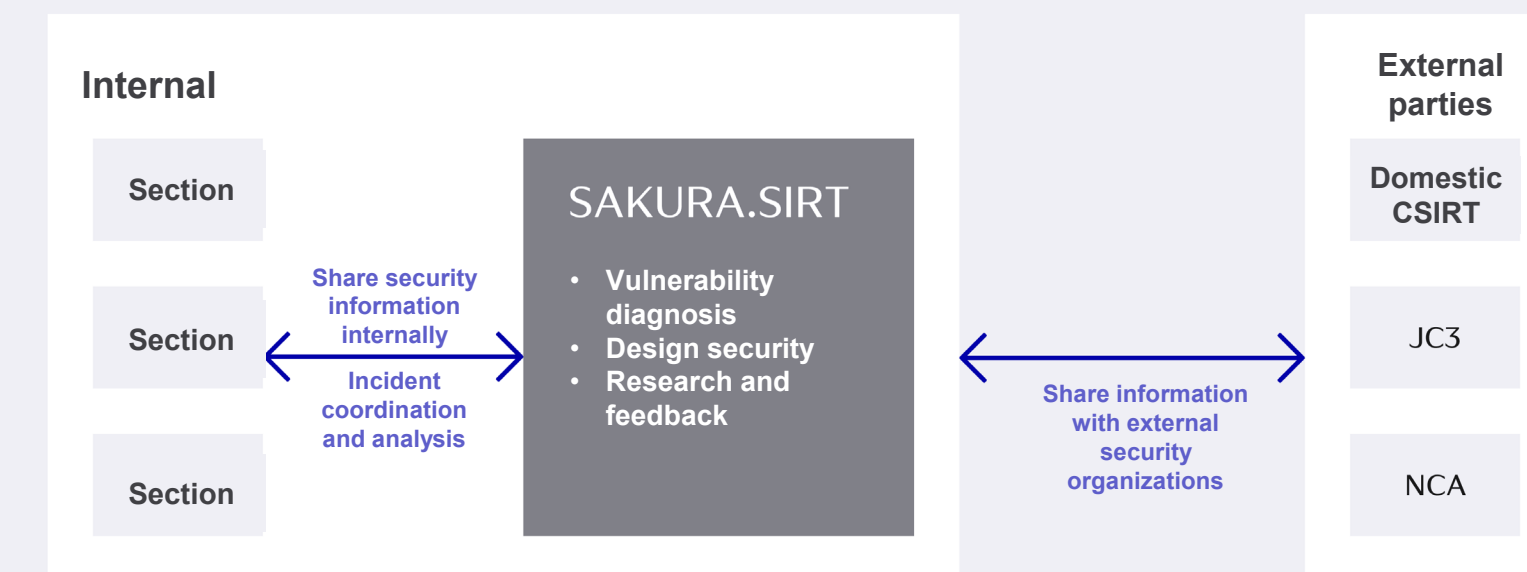 Internal
Section
Section
Section
Share security
information
internally
Incident
coordination
and analysis
SAKURA.SIRT
• Vulnerability
diagnosis
• Design security
• Research and
feedback
Share information
with external
security
organizations
External
parties
Domestic
CSIRT
JC3
NCA